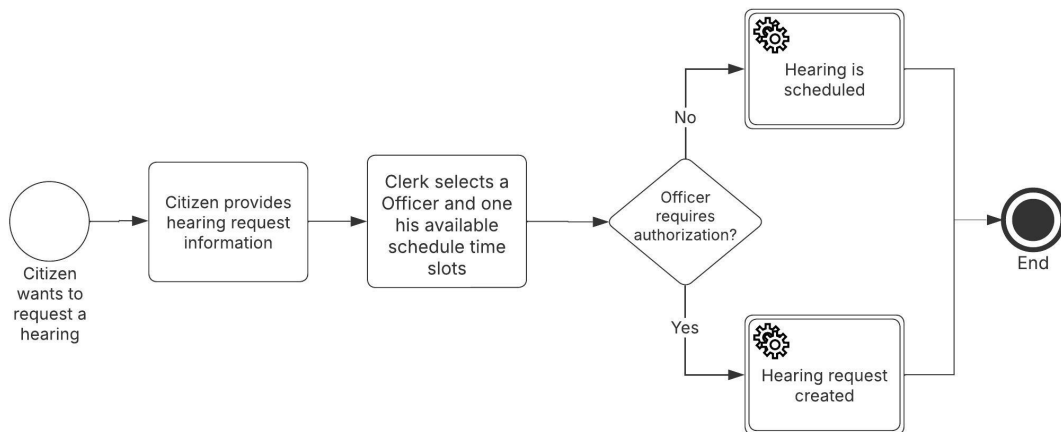 Citizen
wants to
request a
hearing
Citizen provides
hearing request
information
Clerk selects a
Officer and one
his available
schedule time
slots
Officer
requires
authorization?
No
Hearing is
scheduled
Yes
Hearing request
created
End